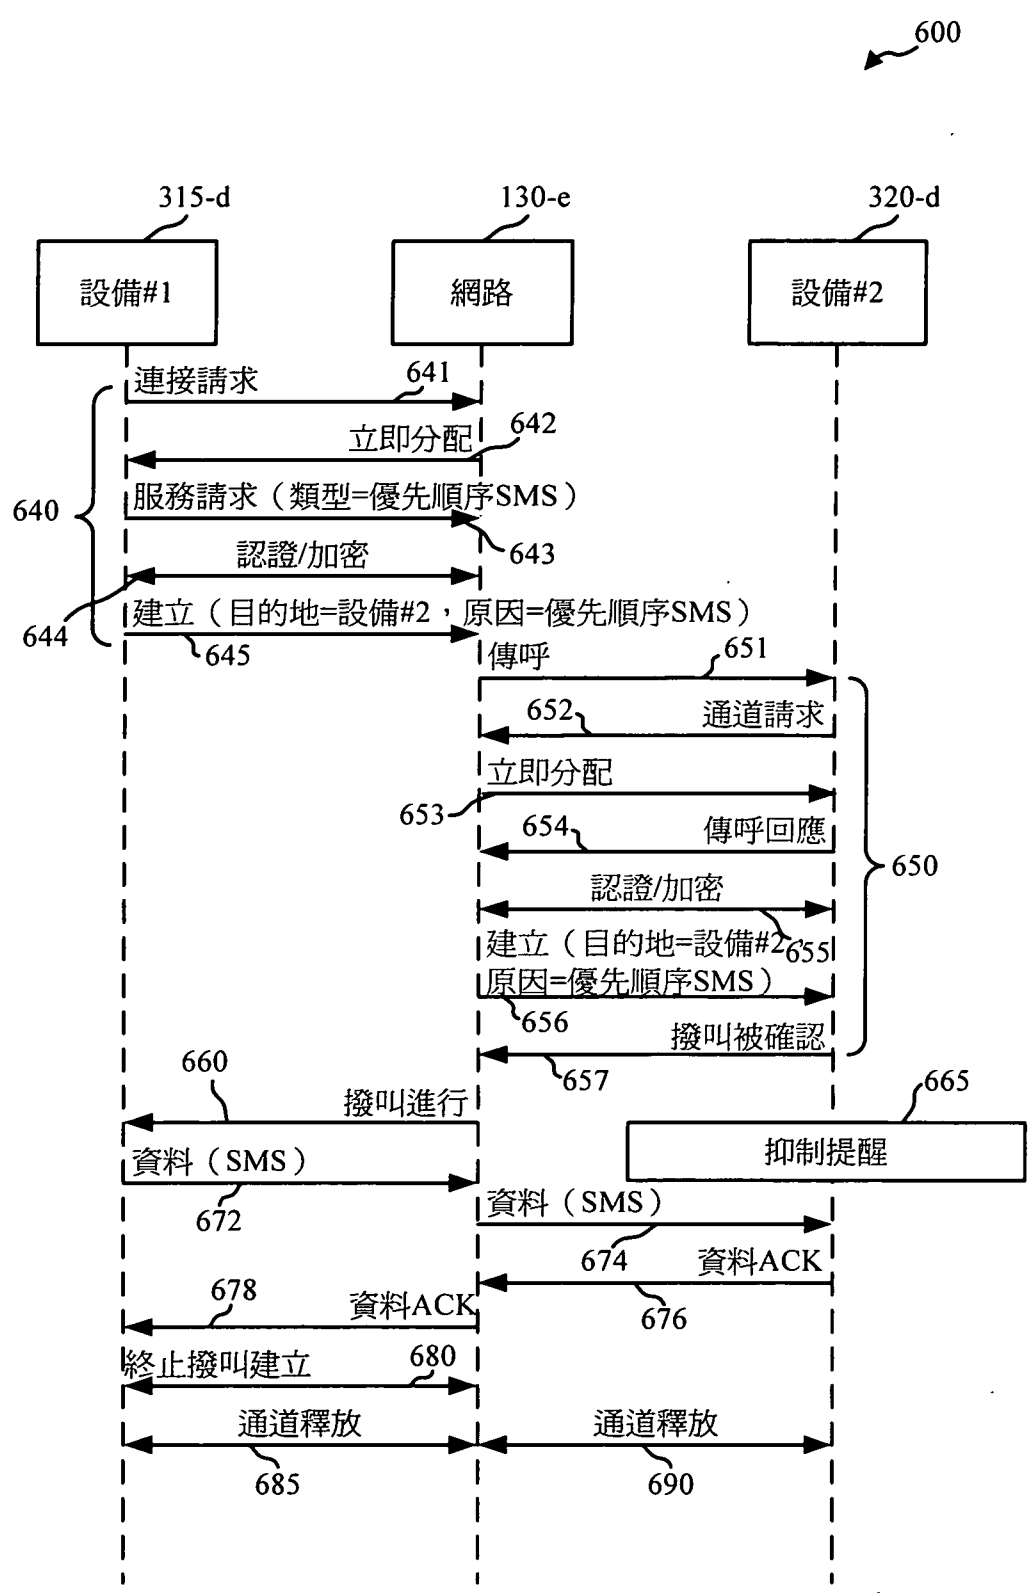 600
315-d
130-e
320-d
設備#1
網路
設備#2
連接請求
641
立即分配
642
服務請求（類型=優先順序SMS）
640
643
認證/加密
644
建立（目的地=設備#2，原因=優先順序SMS）
645
傳呼
651
652
通道請求
立即分配
653
654
傳呼回應
650
認證/加密
建立（目的地=設備#2，
655
原因=優先順序SMS）
656
撥叫被確認
657
660
撥叫進行
665
抑制提醒
資料（SMS）
672
資料（SMS）
674
資料ACK
676
678
資料ACK
終止撥叫建立
680
通道釋放
通道釋放
685
690